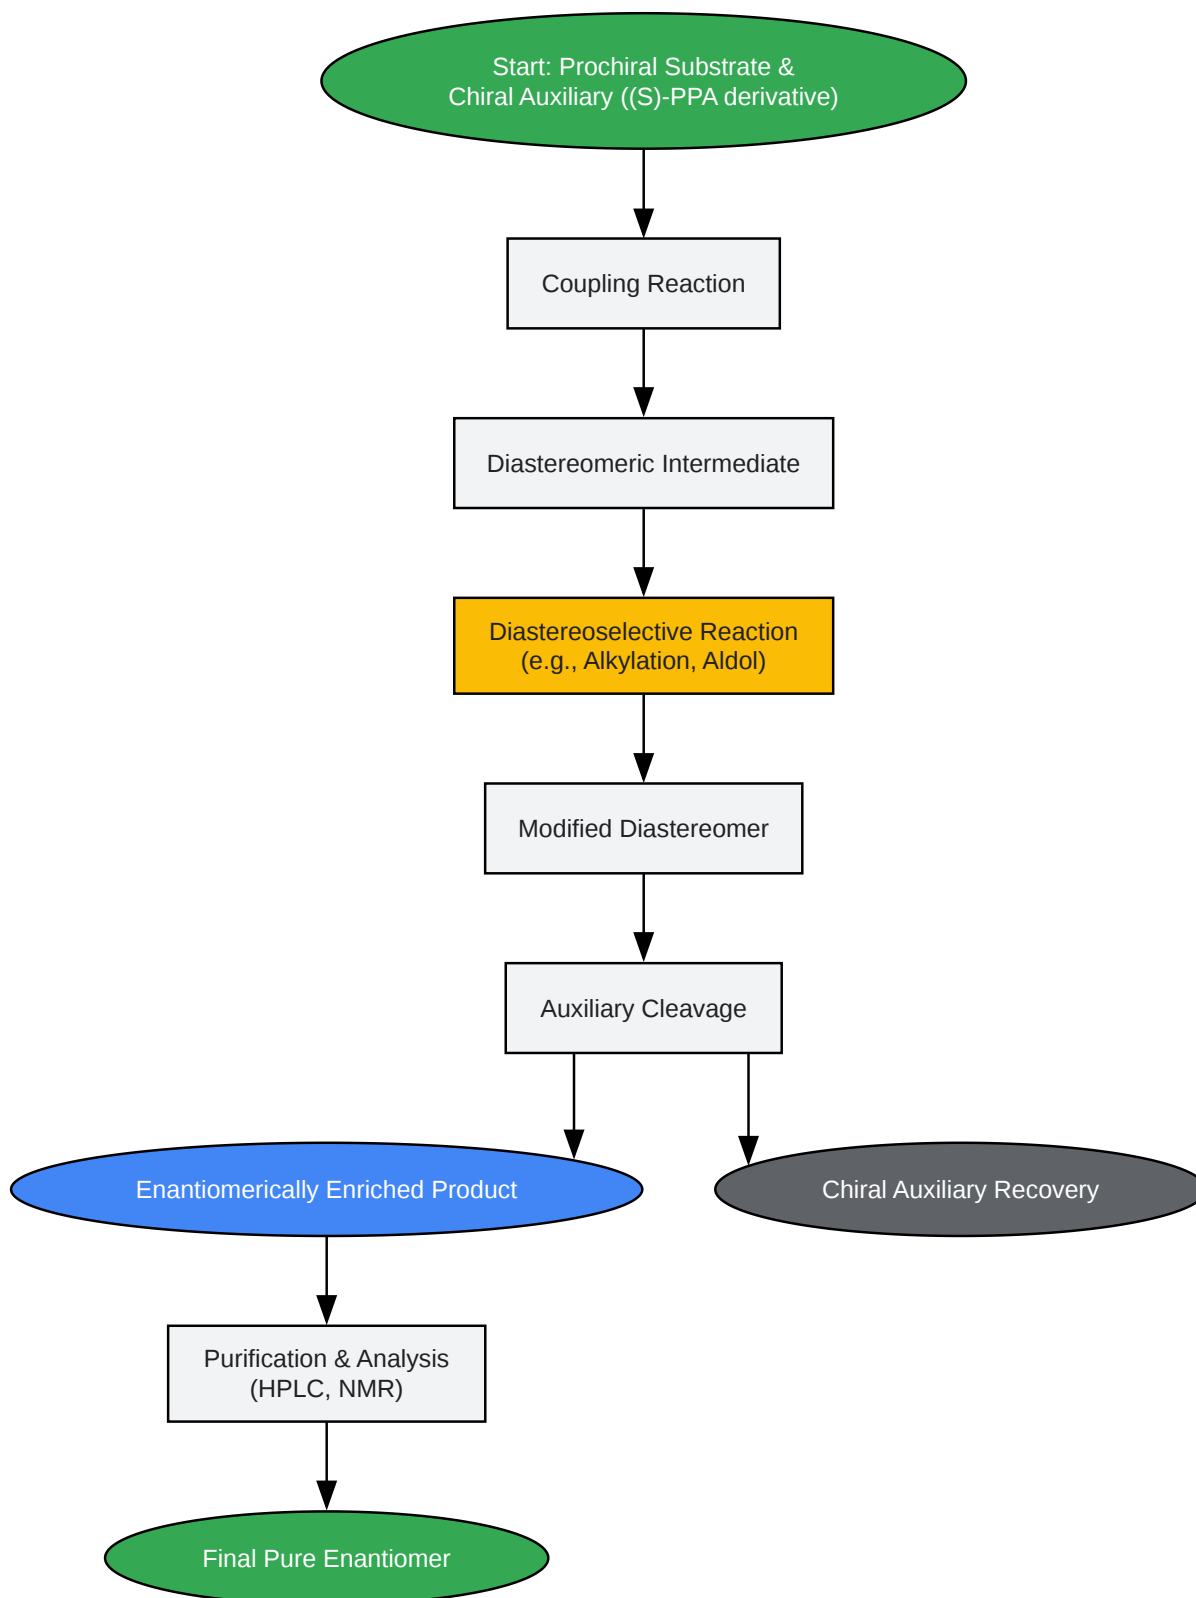 Start: Prochiral Substrate &
Chiral Auxiliary ((S)-PPA derivative)
Coupling Reaction
Diastereomeric Intermediate
Diastereoselective Reaction
(e.g., Alkylation, Aldol)
Modified Diastereomer
Auxiliary Cleavage
Enantiomerically Enriched Product
Chiral Auxiliary Recovery
Purification & Analysis
(HPLC, NMR)
Final Pure Enantiomer